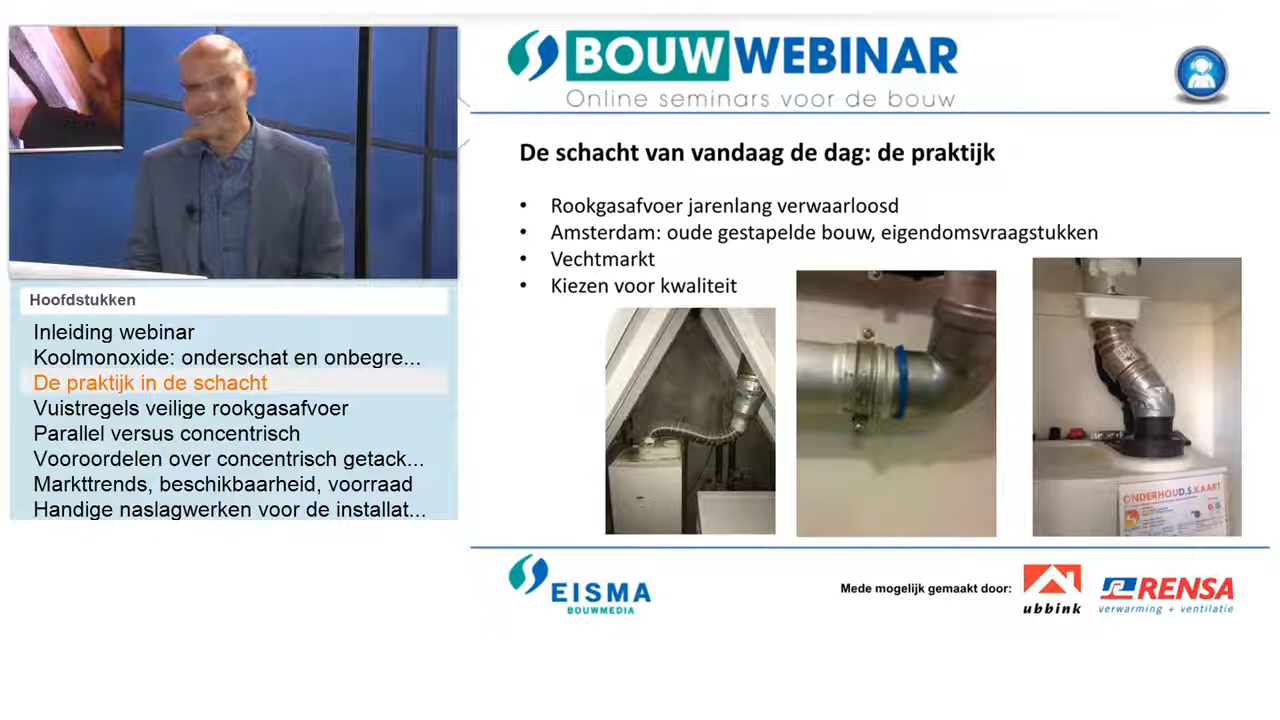 BOUWWEBINAR
Online seminars voor de bouw
De schacht van vandaag de dag: de praktijk
• Rookgasafvoer jarenlang verwaarloosd
• Amsterdam: oude gestapelde bouw, eigendomsvraagstukken
• Vechtmarkt
• Kiezen voor kwaliteit
ONDERHOUD.S.KAART
Hoofdstukken
Inleiding webinar
Koolmonoxide: onderschat en onbegre...
De praktijk in de schacht
Vuistregels veilige rookgasafvoer
Parallel versus concentrisch
Vooroordelen over concentrisch getack...
Markttrends, beschikbaarheid, voorraad
Handige naslagwerken voor de installat...
EISMA
BOUWMEDIA
Mede mogelijk gemaakt door:
ubbink
RENSA
verwarming + ventilatie